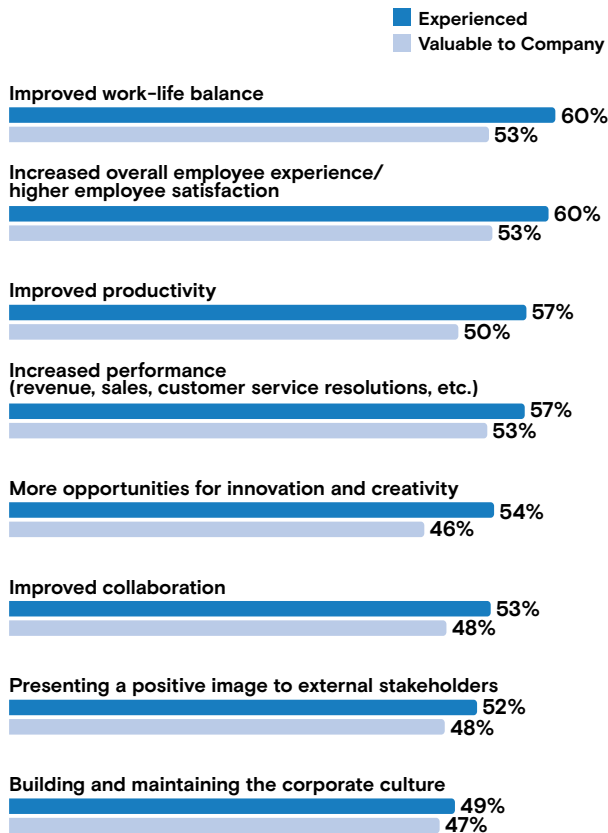 Experienced
Valuable to Company
Improved work-life balance
60%
53%
Increased overall employee experience/
higher employee satisfaction
60%
53%
Improved productivity
57%
50%
Increased performance
(revenue, sales, customer service resolutions, etc.)
57%
53%
More opportunities for innovation and creativity
54%
46%
Improved collaboration
53%
48%
Presenting a positive image to external stakeholders
52%
48%
Building and maintaining the corporate culture
49%
47%